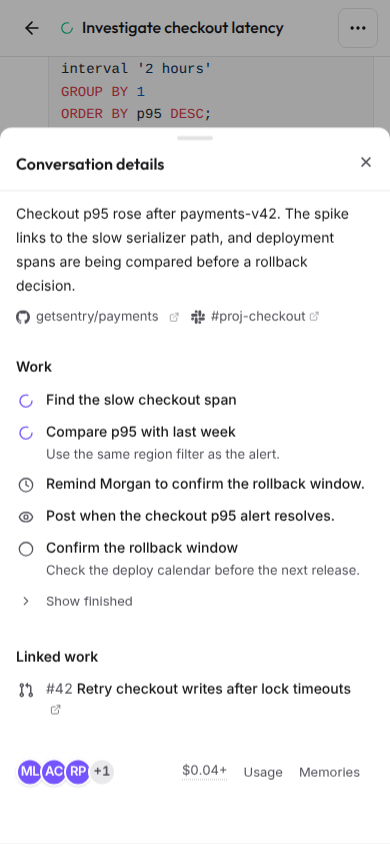 Investigate checkout latency
interval '2 hours'
GROUP BY 1
ORDER BY p95 DESC;
Conversation details
Checkout p95 rose after payments-v42. The spike
links to the slow serializer path, and deployment
spans are being compared before a rollback
decision.
getsentry/payments #proj-checkout
Work
Find the slow checkout span
Compare p95 with last week
Use the same region filter as the alert.
Remind Morgan to confirm the rollback window.
Post when the checkout p95 alert resolves.
Confirm the rollback window
Check the deploy calendar before the next release.
Show finished
Linked work
#42 Retry checkout writes after lock timeouts
ML AC RP +1 $0.04+ Usage Memories